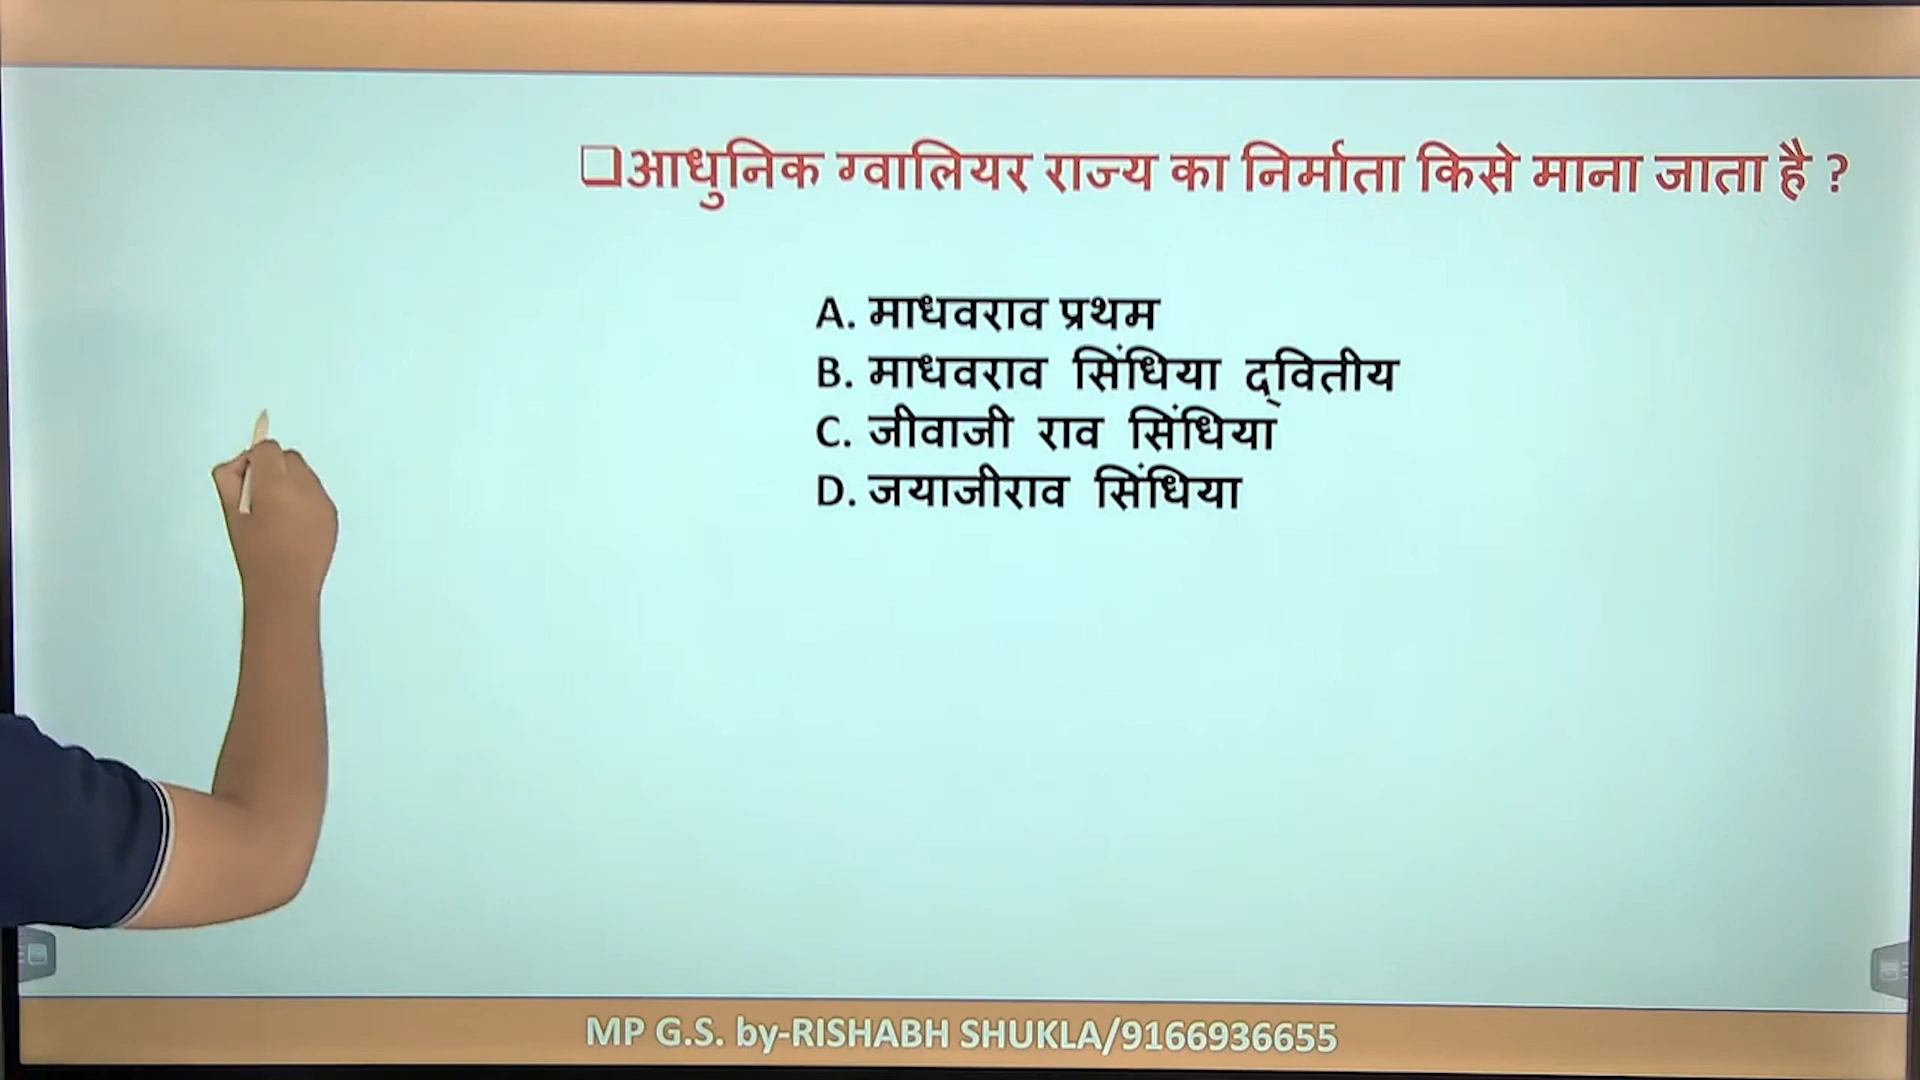 ❑आधुनिक ग्वालियर राज्य का निर्माता किसे माना जाता है ?
A. माधवराव प्रथम
B. माधवराव सिंधिया द्वितीय
C. जीवाजी राव सिंधिया
D. जयाजीराव सिंधिया
MP G.S. by-RISHABH SHUKLA/9166936655